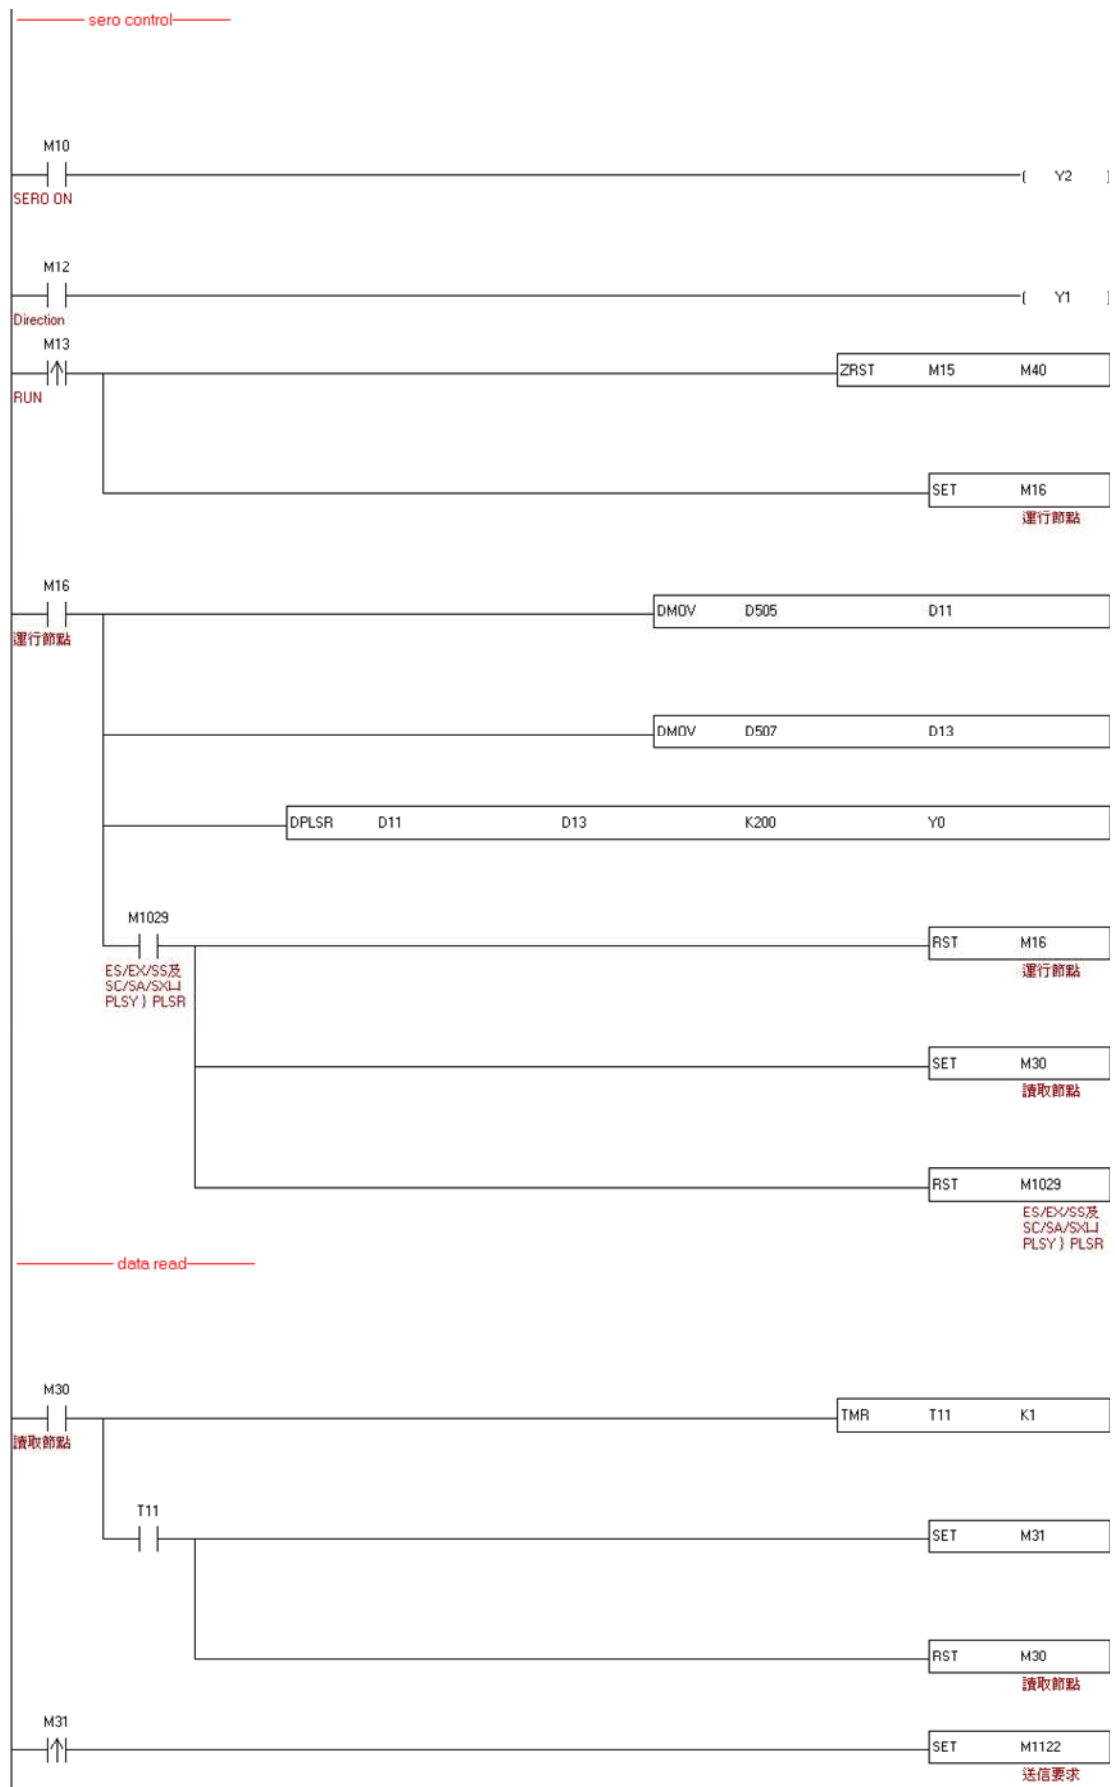 sero control
M10
( Y2 )
SERO ON
M12
( Y1 )
Direction
M13
ZRST M15 M40
RUN
SET M16
運行節點
M16
DMOV D505 D11
運行節點
DMOV D507 D13
DPLSR D11 D13 K200 Y0
M1029
RST M16
運行節點
ES/EX/SS及
SC/SA/SX
PLSY } PLSR
SET M30
讀取節點
RST M1029
ES/EX/SS及
SC/SA/SX
PLSY } PLSR
data read
M30
TMR T11 K1
讀取節點
T11
SET M31
RST M30
讀取節點
M31
SET M1122
送信要求